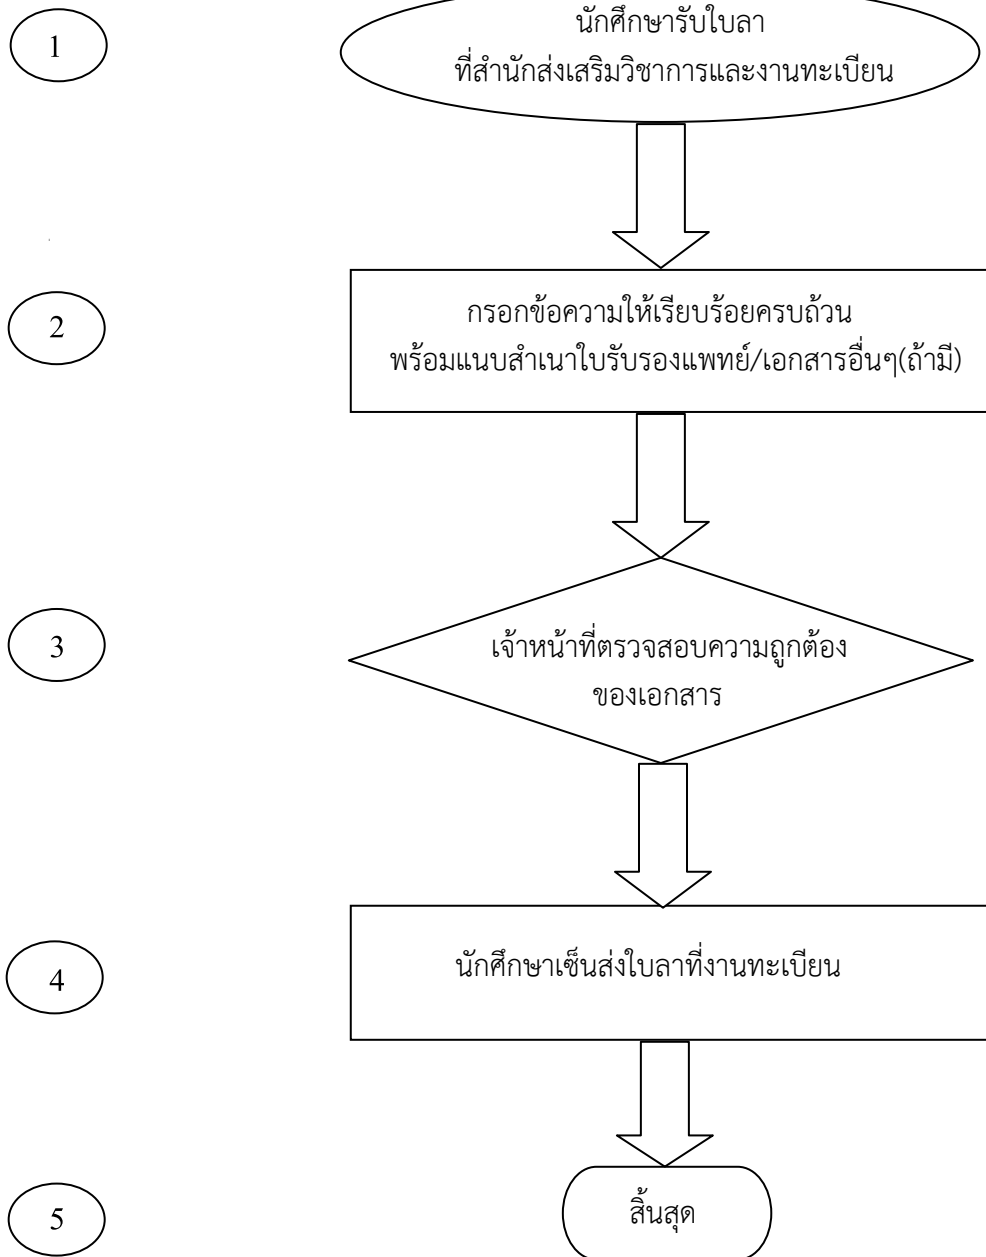 1
นักศึกษารับใบลา
ที่สำนักส่งเสริมวิชาการและงานทะเบียน
2
กรอกข้อความให้เรียบร้อยครบถ้วน
พร้อมแนบสำเนาใบรับรองแพทย์/เอกสารอื่นๆ(ถ้ามี)
3
เจ้าหน้าที่ตรวจสอบความถูกต้อง
ของเอกสาร
4
นักศึกษาเซ็นส่งใบลาที่งานทะเบียน
5
สิ้นสุด